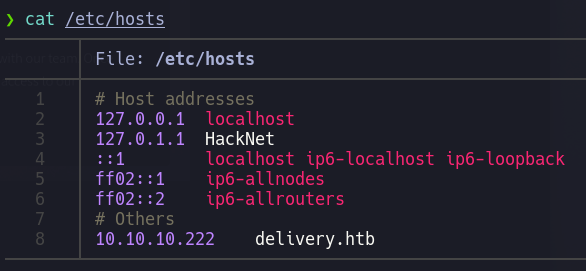 ❯ cat /etc/hosts
File: /etc/hosts
1 # Host addresses
2 127.0.0.1 localhost
3 127.0.1.1 HackNet
4 ::1 localhost ip6-localhost ip6-loopback
5 ff02::1 ip6-allnodes
6 ff02::2 ip6-allrouters
7 # Others
8 10.10.10.222 delivery.htb